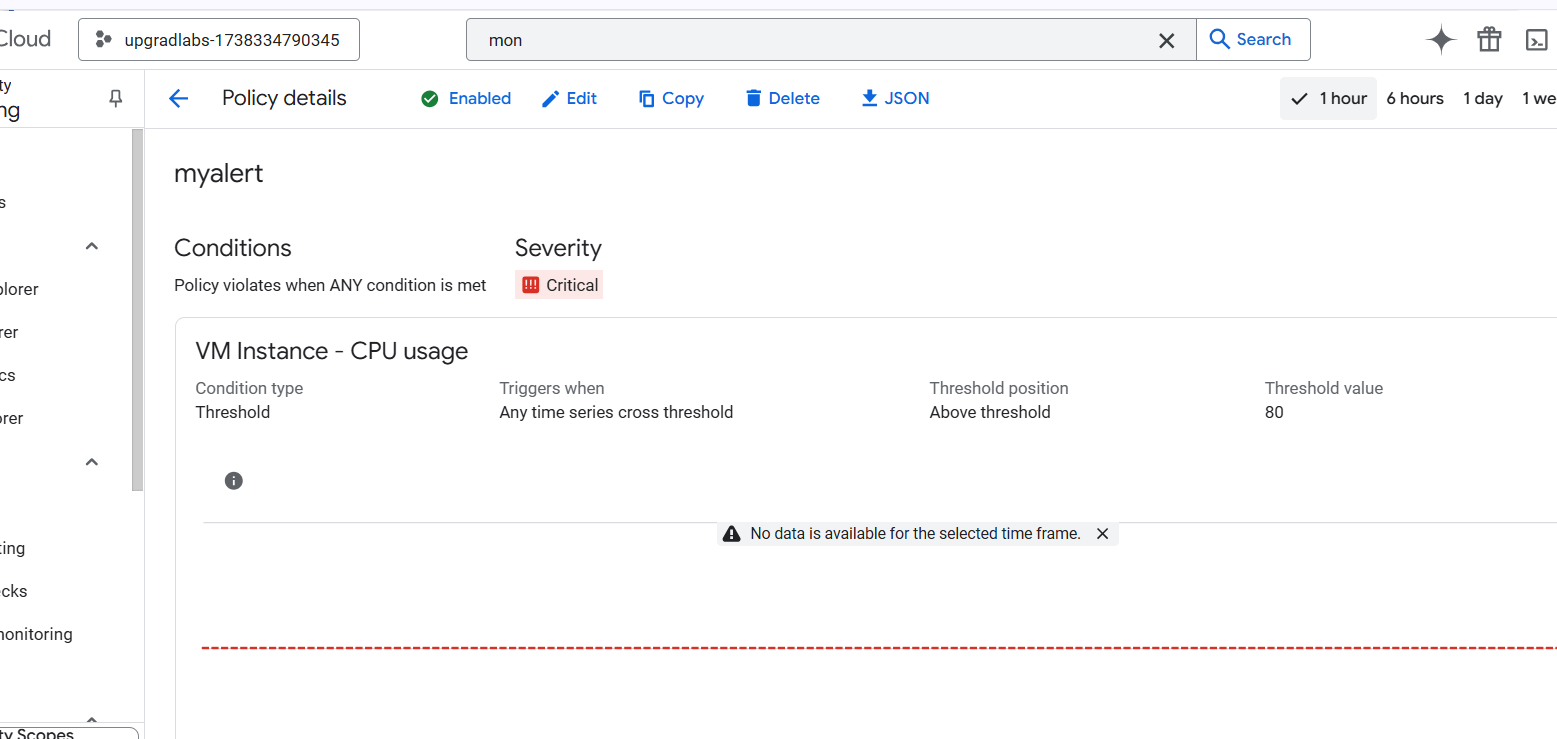 Cloud
upgradlabs-1738334790345
mon
Search
ty
ng
Policy details
Enabled
Edit
Copy
Delete
JSON
1 hour
6 hours
1 day
1 we
myalert
s
Conditions
Severity
Policy violates when ANY condition is met
Critical
plorer
rer
cs
orer
VM Instance - CPU usage
Condition type
Triggers when
Threshold position
Threshold value
Threshold
Any time series cross threshold
Above threshold
80
No data is available for the selected time frame.
ting
cks
monitoring
ty Scopes